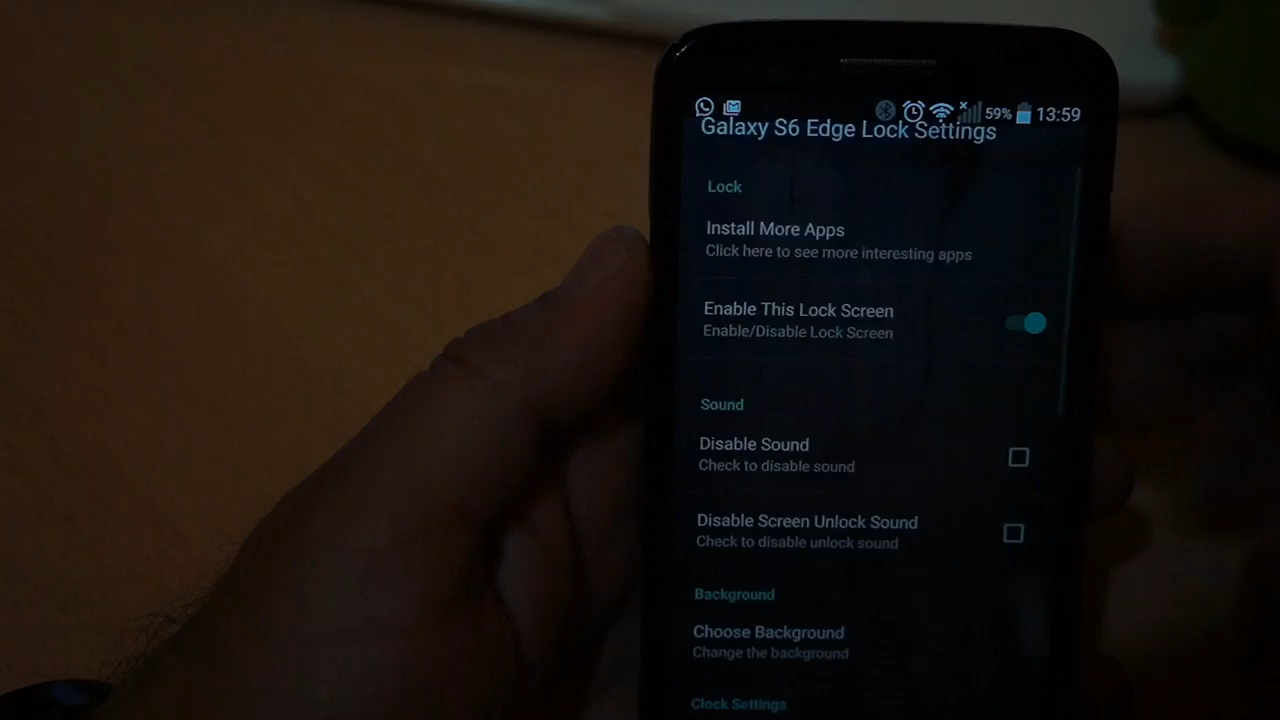 59% 13:59
Galaxy S6 Edge Lock Settings
Lock
Install More Apps
Click here to see more interesting apps
Enable This Lock Screen
Enable/Disable Lock Screen
Sound
Disable Sound
Check to disable sound
Disable Screen Unlock Sound
Check to disable unlock sound
Background
Choose Background
Change the background
Clock Settings